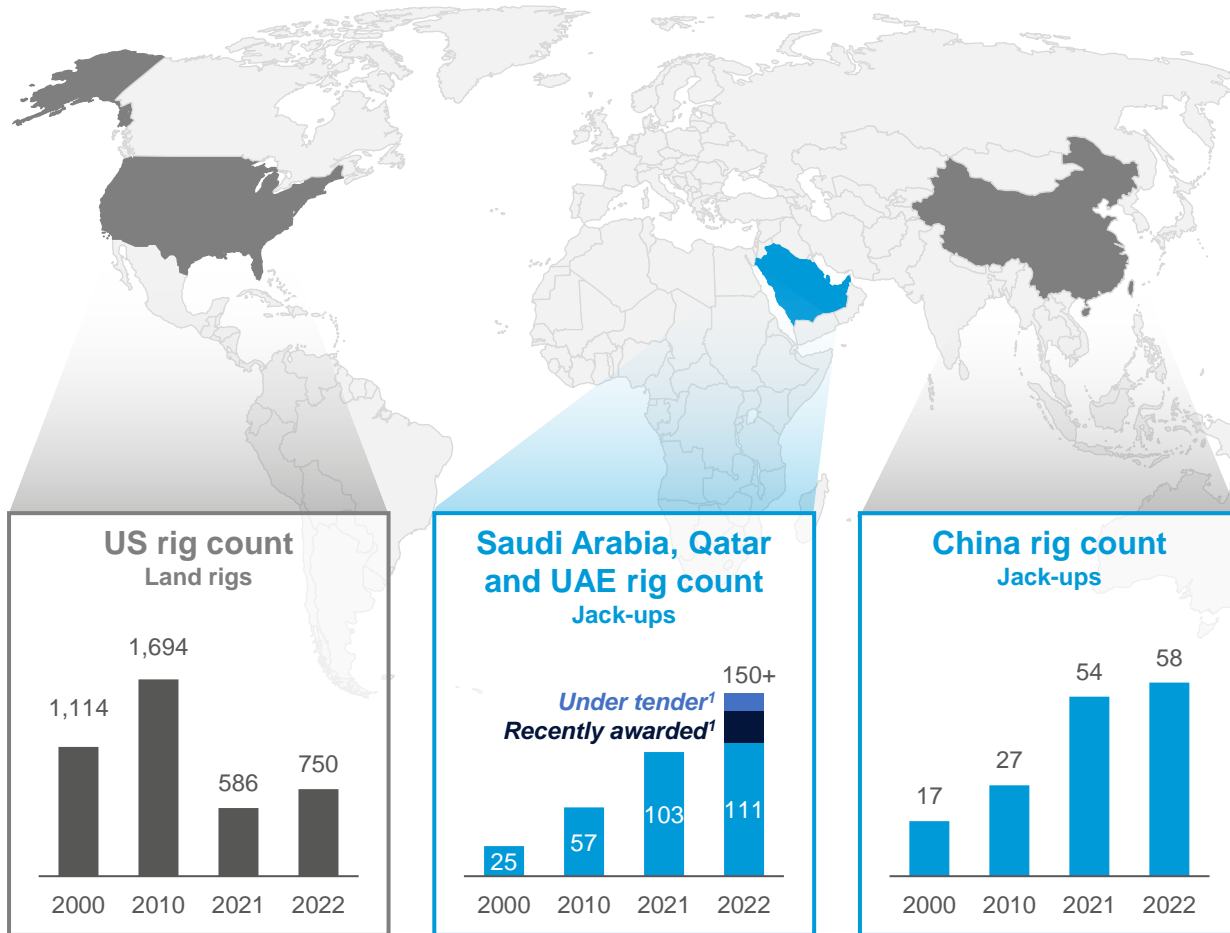 US rig count
Land rigs
1,114
1,694
586
750
2000 2010 2021 2022
Saudi Arabia, Qatar
and UAE rig count
Jack-ups
150+
Under tender¹
Recently awarded¹
25
57
103
111
2000 2010 2021 2022
China rig count
Jack-ups
17
27
54
58
2000 2010 2021 2022